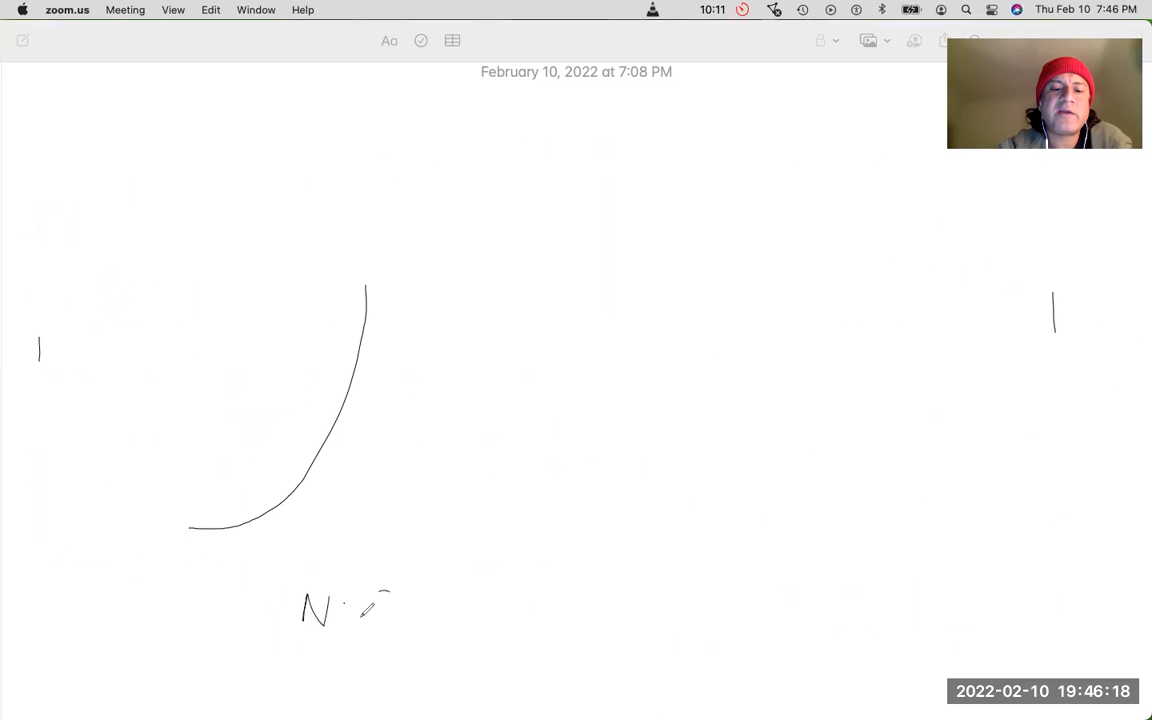 zoom.us Meeting View Edit Window Help 10:11 Thu Feb 10 7:46 PM
Aa
February 10, 2022 at 7:08 PM
N
2022-02-10 19:46:18